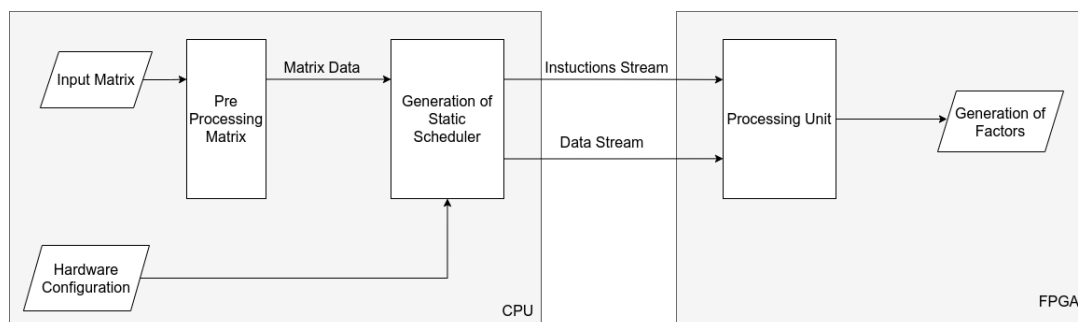 Input Matrix
Pre
Processing
Matrix
Matrix Data
Generation of
Static
Scheduler
Instuctions Stream
Data Stream
Processing Unit
Generation of
Factors
Hardware
Configuration
CPU
FPGA